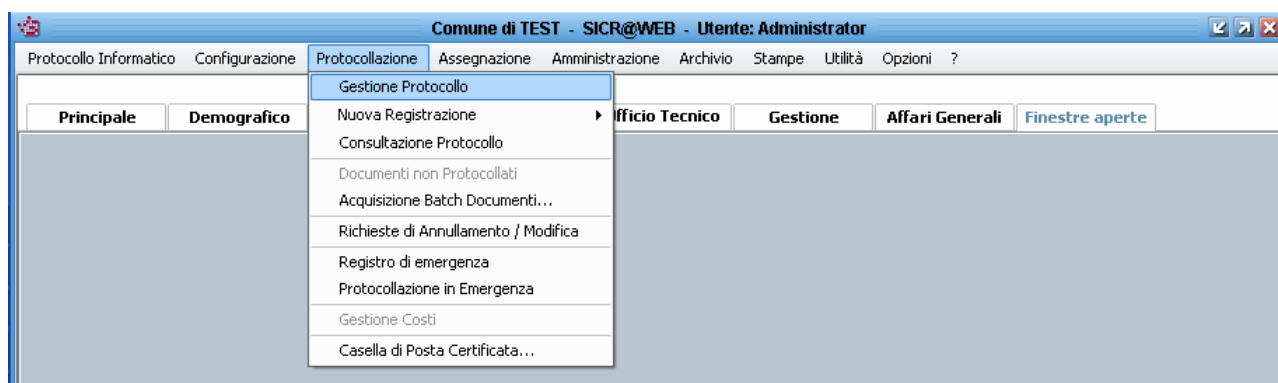 Comune di TEST - SICR@WEB - Utente: Administrator
Protocollo Informatico Configurazione Protocollazione Assegnazione Amministrazione Archivio Stampe Utilità Opzioni ?
Principale Demografico Tecnico Gestione Affari Generali Finestre aperte
Gestione Protocollo
Nuova Registrazione
Consultazione Protocollo
Documenti non Protocollati
Acquisizione Batch Documenti...
Richieste di Annullamento / Modifica
Registro di emergenza
Protocollazione in Emergenza
Gestione Costi
Casella di Posta Certificata...